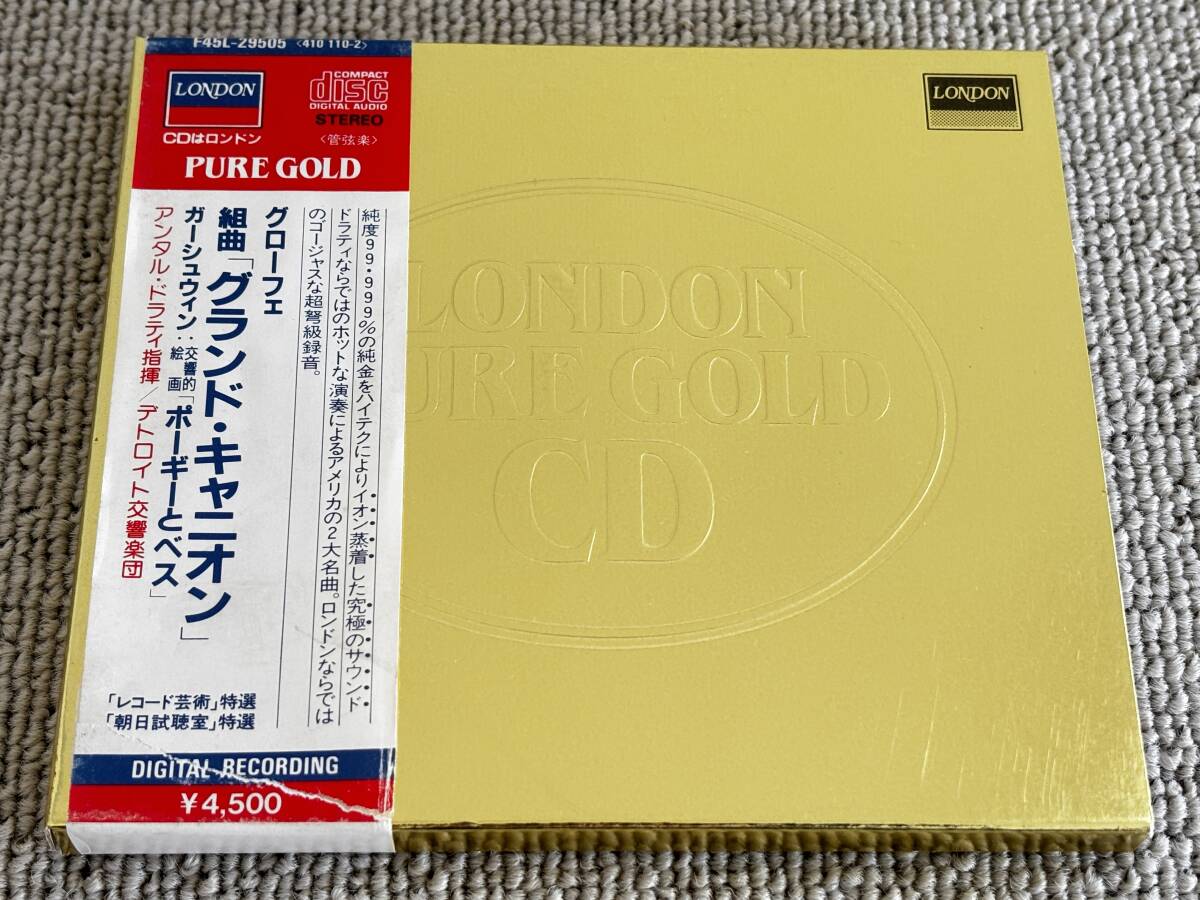 F45L-29505 <410 110-2>
LONDON
CDはロンドン
COMPACT
disc
DIGITAL AUDIO
STEREO
<管弦楽>
PURE GOLD
純度99・999%の純金をハイテクによりイオン蒸着した究極のサウンド
ドラティならではのホットな演奏によるアメリカの2大名曲。ロンドンならでは
のゴージャスな超弩級録音。
グローフェ
組曲「グランド・キャニオン」
ガーシュウイン:交響的絵画「ポーギーとベス」
アンタル・ドラティ指揮/デトロイト交響楽団
「レコード芸術」特選
「朝日試聴室」特選
DIGITAL RECORDING
¥4,500
LONDON
LONDON
PURE GOLD
CD